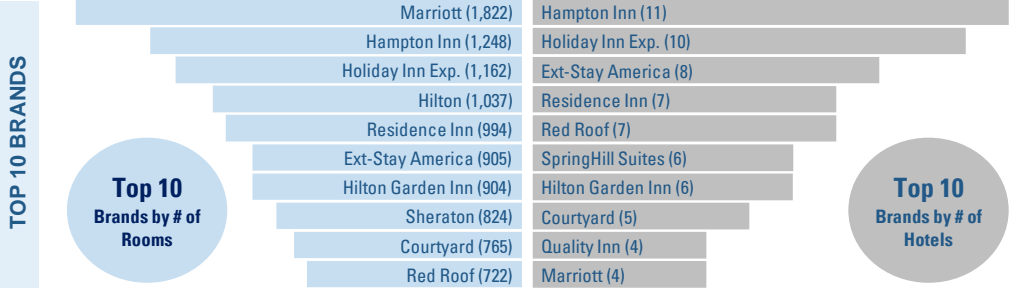 TOP 10 BRANDS
Marriott (1,822)
Hampton Inn (1,248)
Holiday Inn Exp. (1,162)
Hilton (1,037)
Residence Inn (994)
Ext-Stay America (905)
Hilton Garden Inn (904)
Sheraton (824)
Courtyard (765)
Red Roof (722)
Top 10
Brands by # of
Rooms
Hampton Inn (11)
Holiday Inn Exp. (10)
Ext-Stay America (8)
Residence Inn (7)
Red Roof (7)
SpringHill Suites (6)
Hilton Garden Inn (6)
Courtyard (5)
Quality Inn (4)
Marriott (4)
Top 10
Brands by # of
Hotels